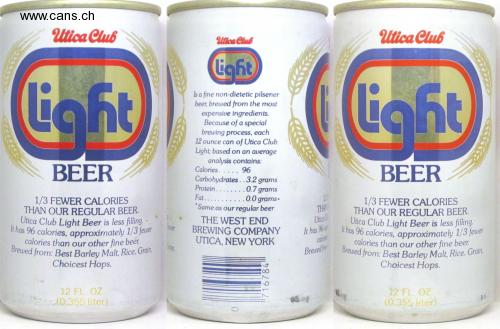 www.cans.ch
Utica Club
Light
BEER
1/3 FEWER CALORIES
THAN OUR REGULAR BEER.
Utica Club Light Beer is less filling.
It has 96 calories, approximately 1/3 fewer
calories than our other fine beer.
Brewed from: Best Barley Malt, Rice, Grain,
Choicest Hops.
12 FL. OZ.
(0.355 liter)
Utica Club
Light
Is a fine non-dietetic pilsener
beer, brewed from the most
expensive ingredients.
Because of a special
brewing process, each
12 ounce can of Utica Club
Light, based on an average
analysis contains:
Calories . . . . . 96
Carbohydrates . . 3.2 grams
Protein . . . . . . 0.7 grams
Fat . . . . . . . . 0.0 grams*
*Same as our regular beer
THE WEST END
BREWING COMPANY
UTICA, NEW YORK
0 716784
Utica Club
Light
BEER
1/3 FEWER CALORIES
THAN OUR REGULAR BEER.
Utica Club Light Beer is less filling.
It has 96 calories, approximately 1/3 fewer
calories than our other fine beer.
Brewed from: Best Barley Malt, Rice, Grain,
Choicest Hops.
12 FL. OZ.
(0.355 liter)